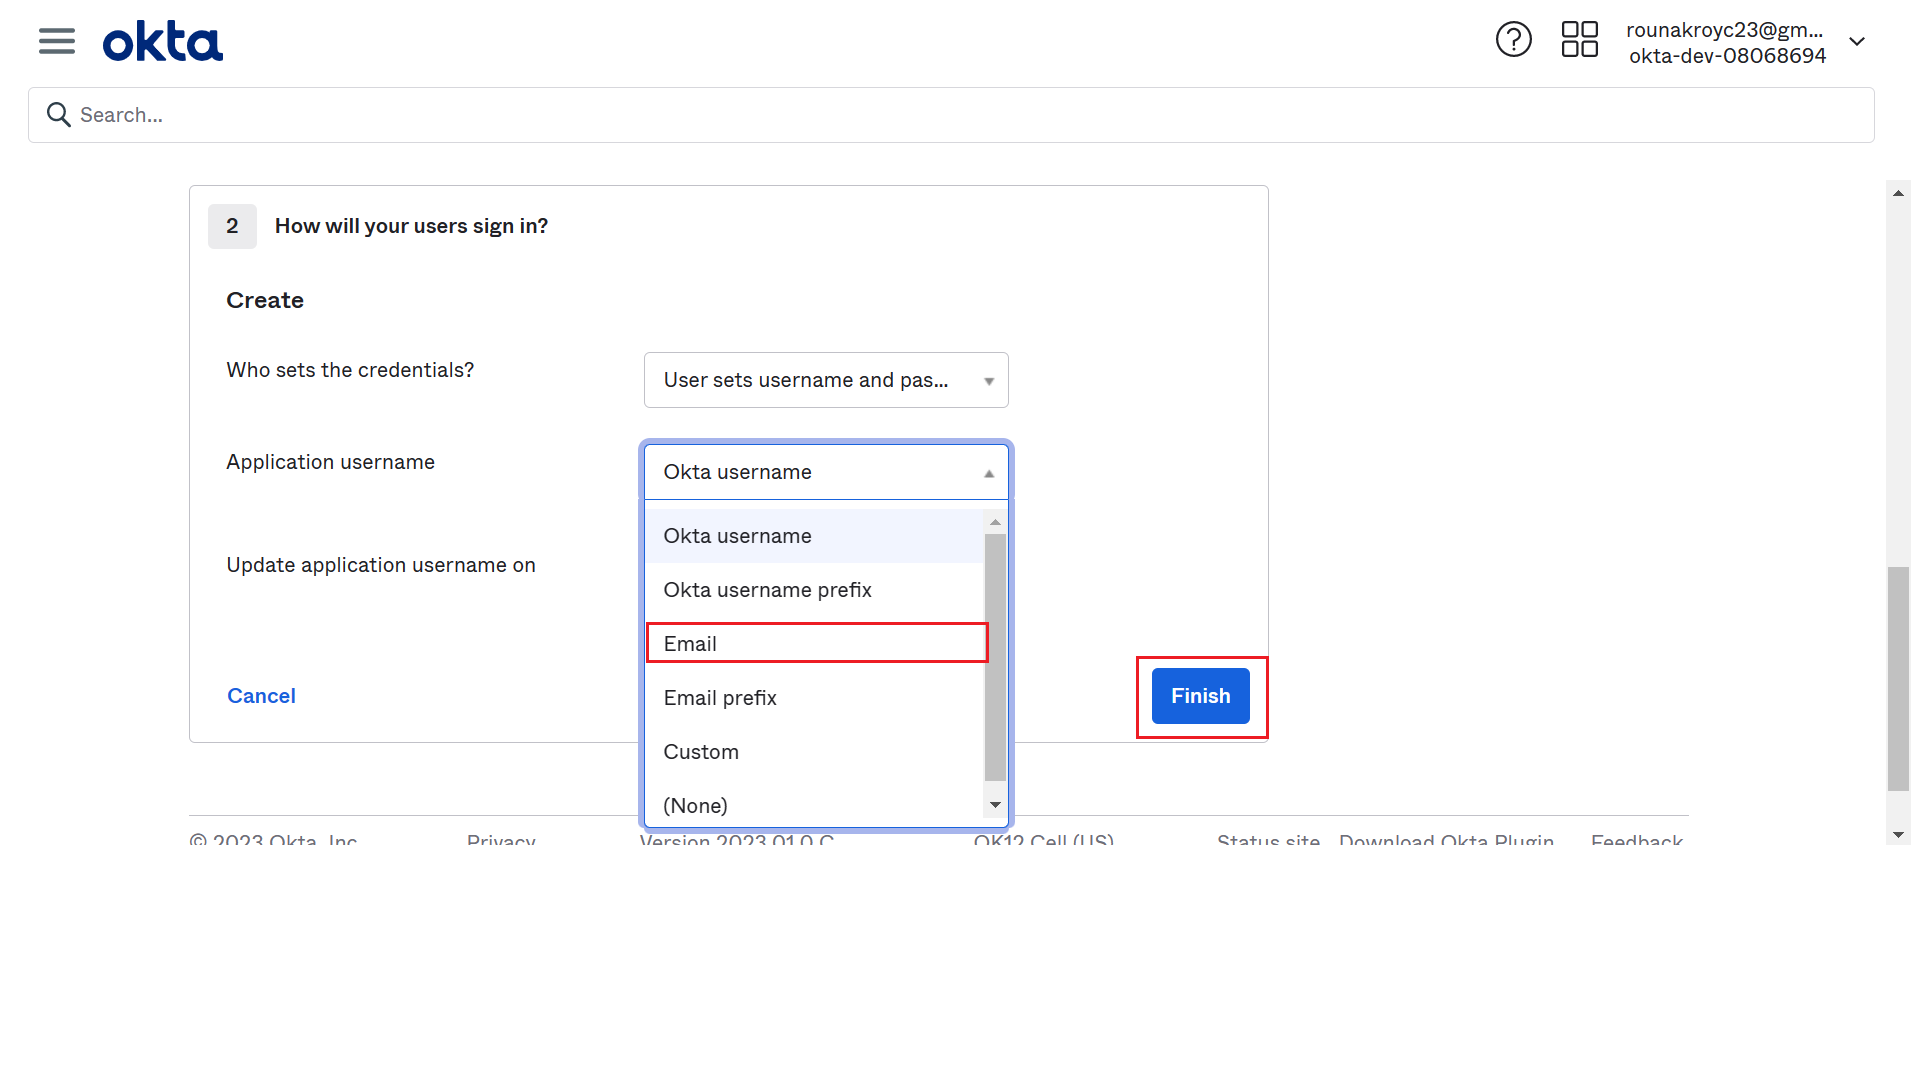 okta
rounakroyc23@gm...
okta-dev-08068694
Search...
2
How will your users sign in?
Create
Who sets the credentials?
User sets username and pas...
Application username
Okta username
Okta username
Update application username on
Okta username prefix
Email
Cancel
Email prefix
Finish
Custom
(None)
© 2023 Okta, Inc.
Privacy
Version 2023.01.0 C
OK12 Cell (US)
Status site
Download Okta Plugin
Feedback